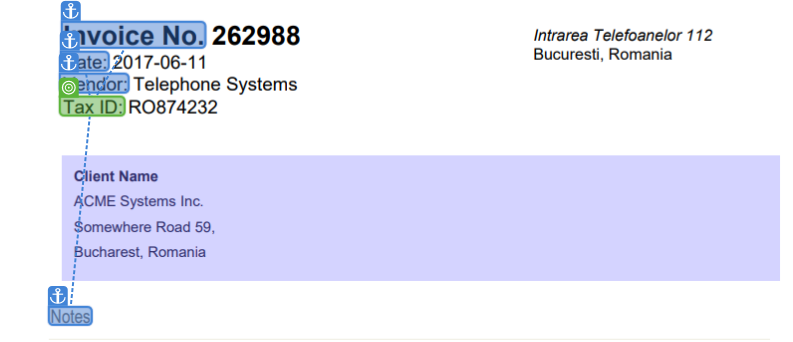 Invoice No. 262988
Date: 2017-06-11
Vendor: Telephone Systems
Tax ID: RO874232
Intrarea Telefoanelor 112
Bucuresti, Romania
Client Name
ACME Systems Inc.
Somewhere Road 59,
Bucharest, Romania
Notes